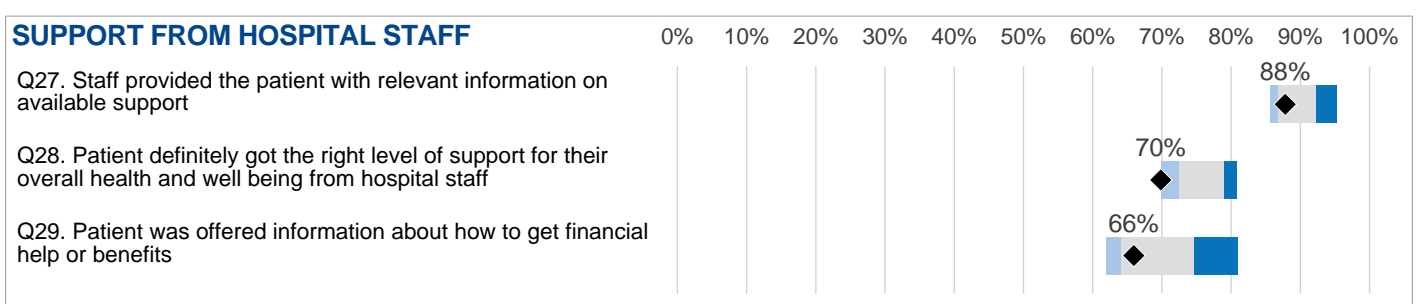 SUPPORT FROM HOSPITAL STAFF 0% 10% 20% 30% 40% 50% 60% 70% 80% 90% 100%
Q27. Staff provided the patient with relevant information on
available support
88%
Q28. Patient definitely got the right level of support for their
overall health and well being from hospital staff
70%
Q29. Patient was offered information about how to get financial
help or benefits
66%